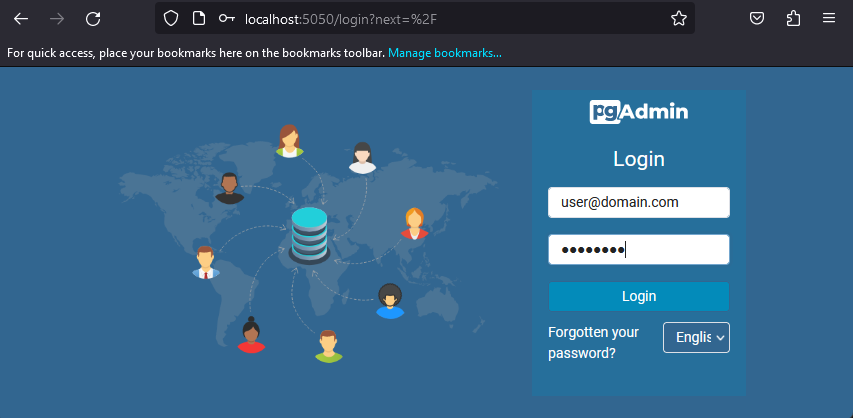 localhost:5050/login?next=%2F
For quick access, place your bookmarks here on the bookmarks toolbar. Manage bookmarks...
pgAdmin
Login
user@domain.com
••••••••
Login
Forgotten your
password?
Englis